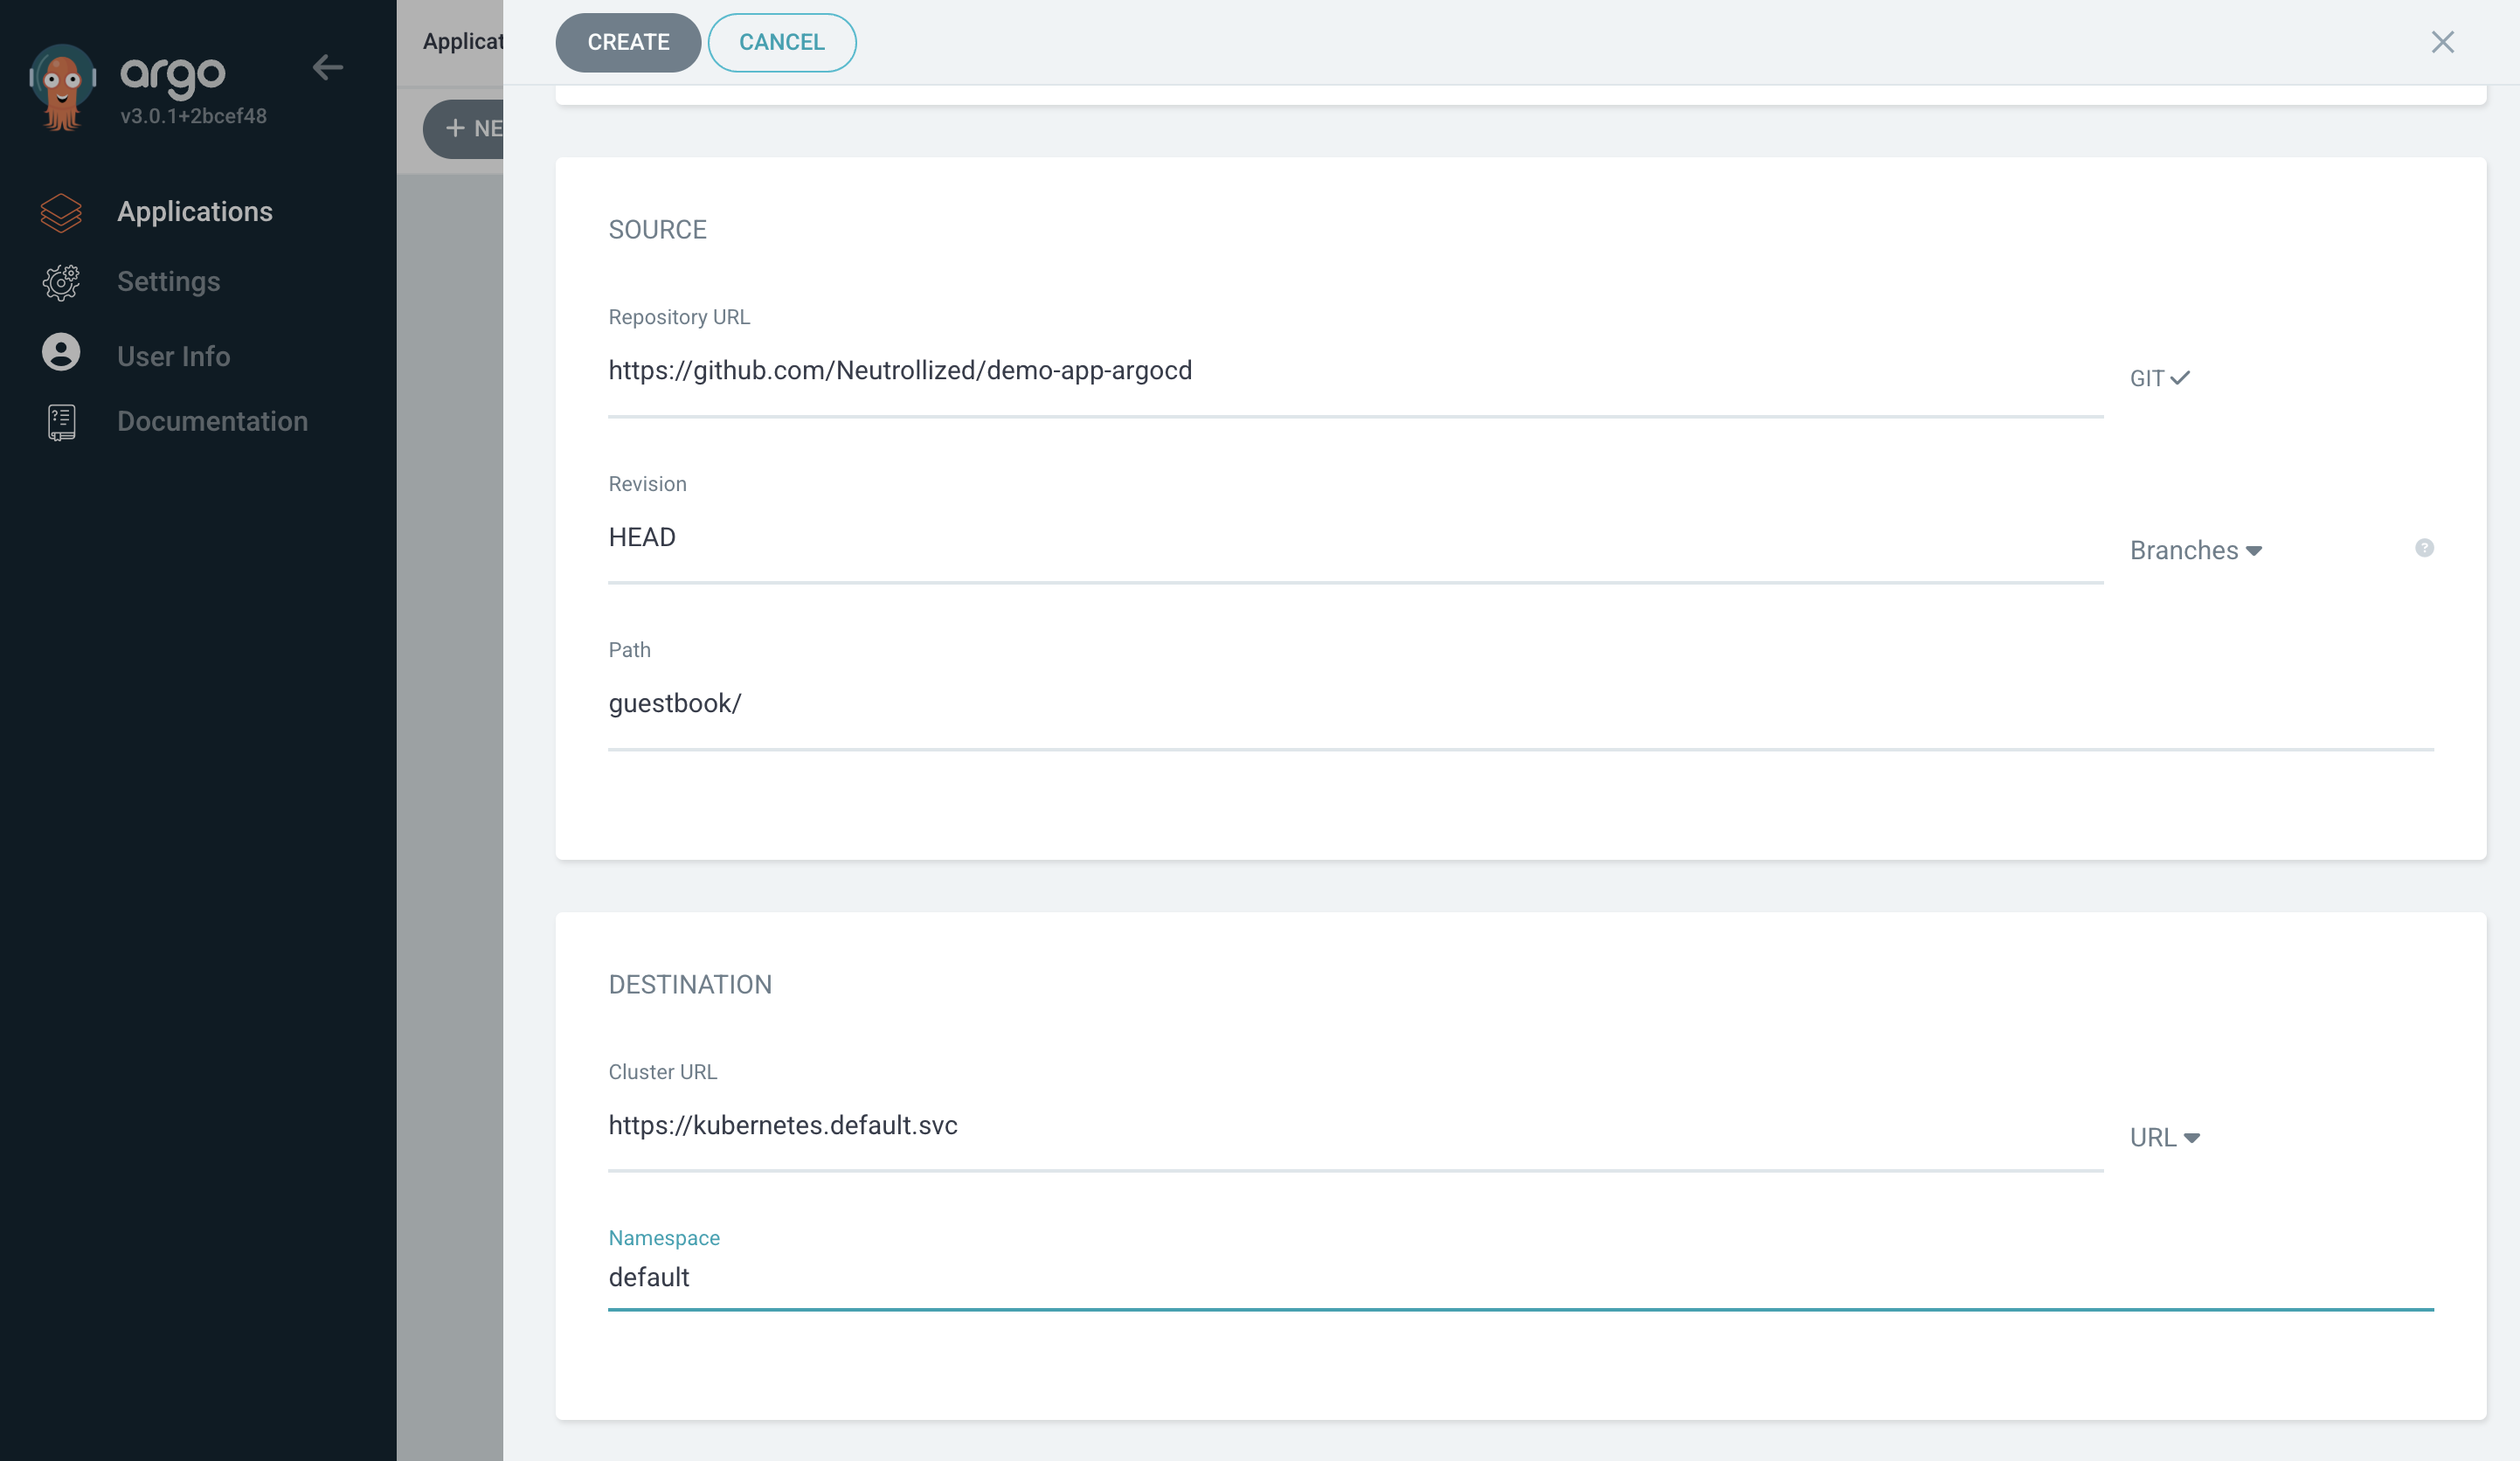 argo
v3.0.1+2bcef48
Applications
Settings
User Info
Documentation
Applicat
+ NE
CREATE
CANCEL
SOURCE
Repository URL
https://github.com/Neutrollized/demo-app-argocd
GIT
Revision
HEAD
Branches
?
Path
guestbook/
DESTINATION
Cluster URL
https://kubernetes.default.svc
URL
Namespace
default